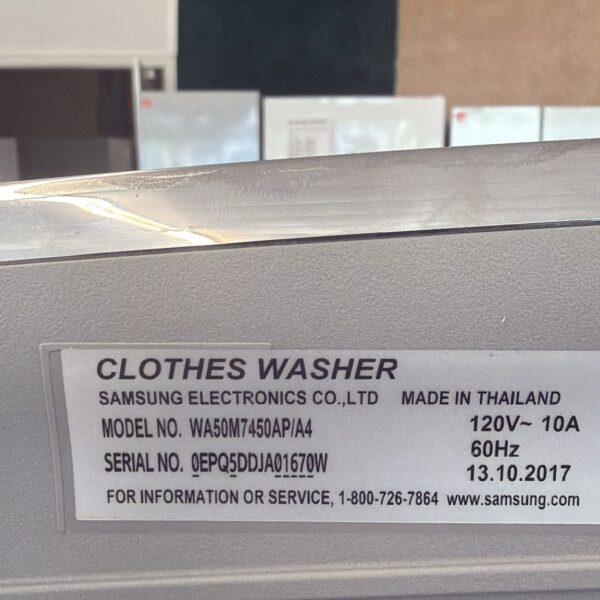 CLOTHES WASHER
SAMSUNG ELECTRONICS CO.,LTD MADE IN THAILAND
MODEL NO. WA50M7450AP/A4 120V~ 10A
60Hz
SERIAL NO. 0EPQ5DDJA01670W 13.10.2017
FOR INFORMATION OR SERVICE, 1-800-726-7864 www.samsung.com